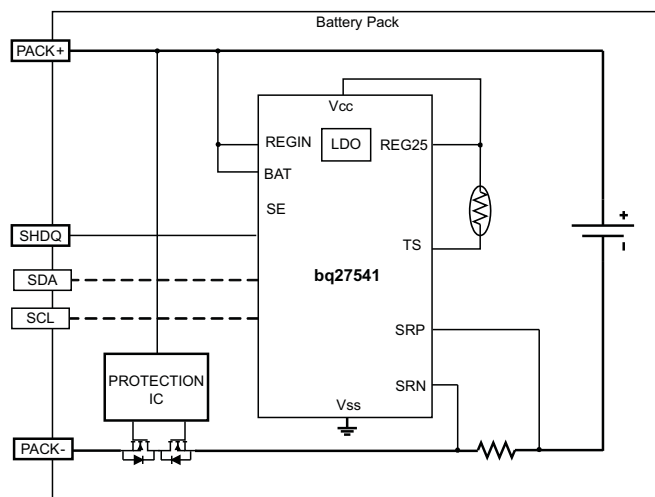 Battery Pack
PACK+
Vcc
REGIN
LDO
REG25
BAT
SE
SHDQ
TS
+
SDA
bq27541
SCL
SRP
PROTECTION
IC
SRN
Vss
PACK-